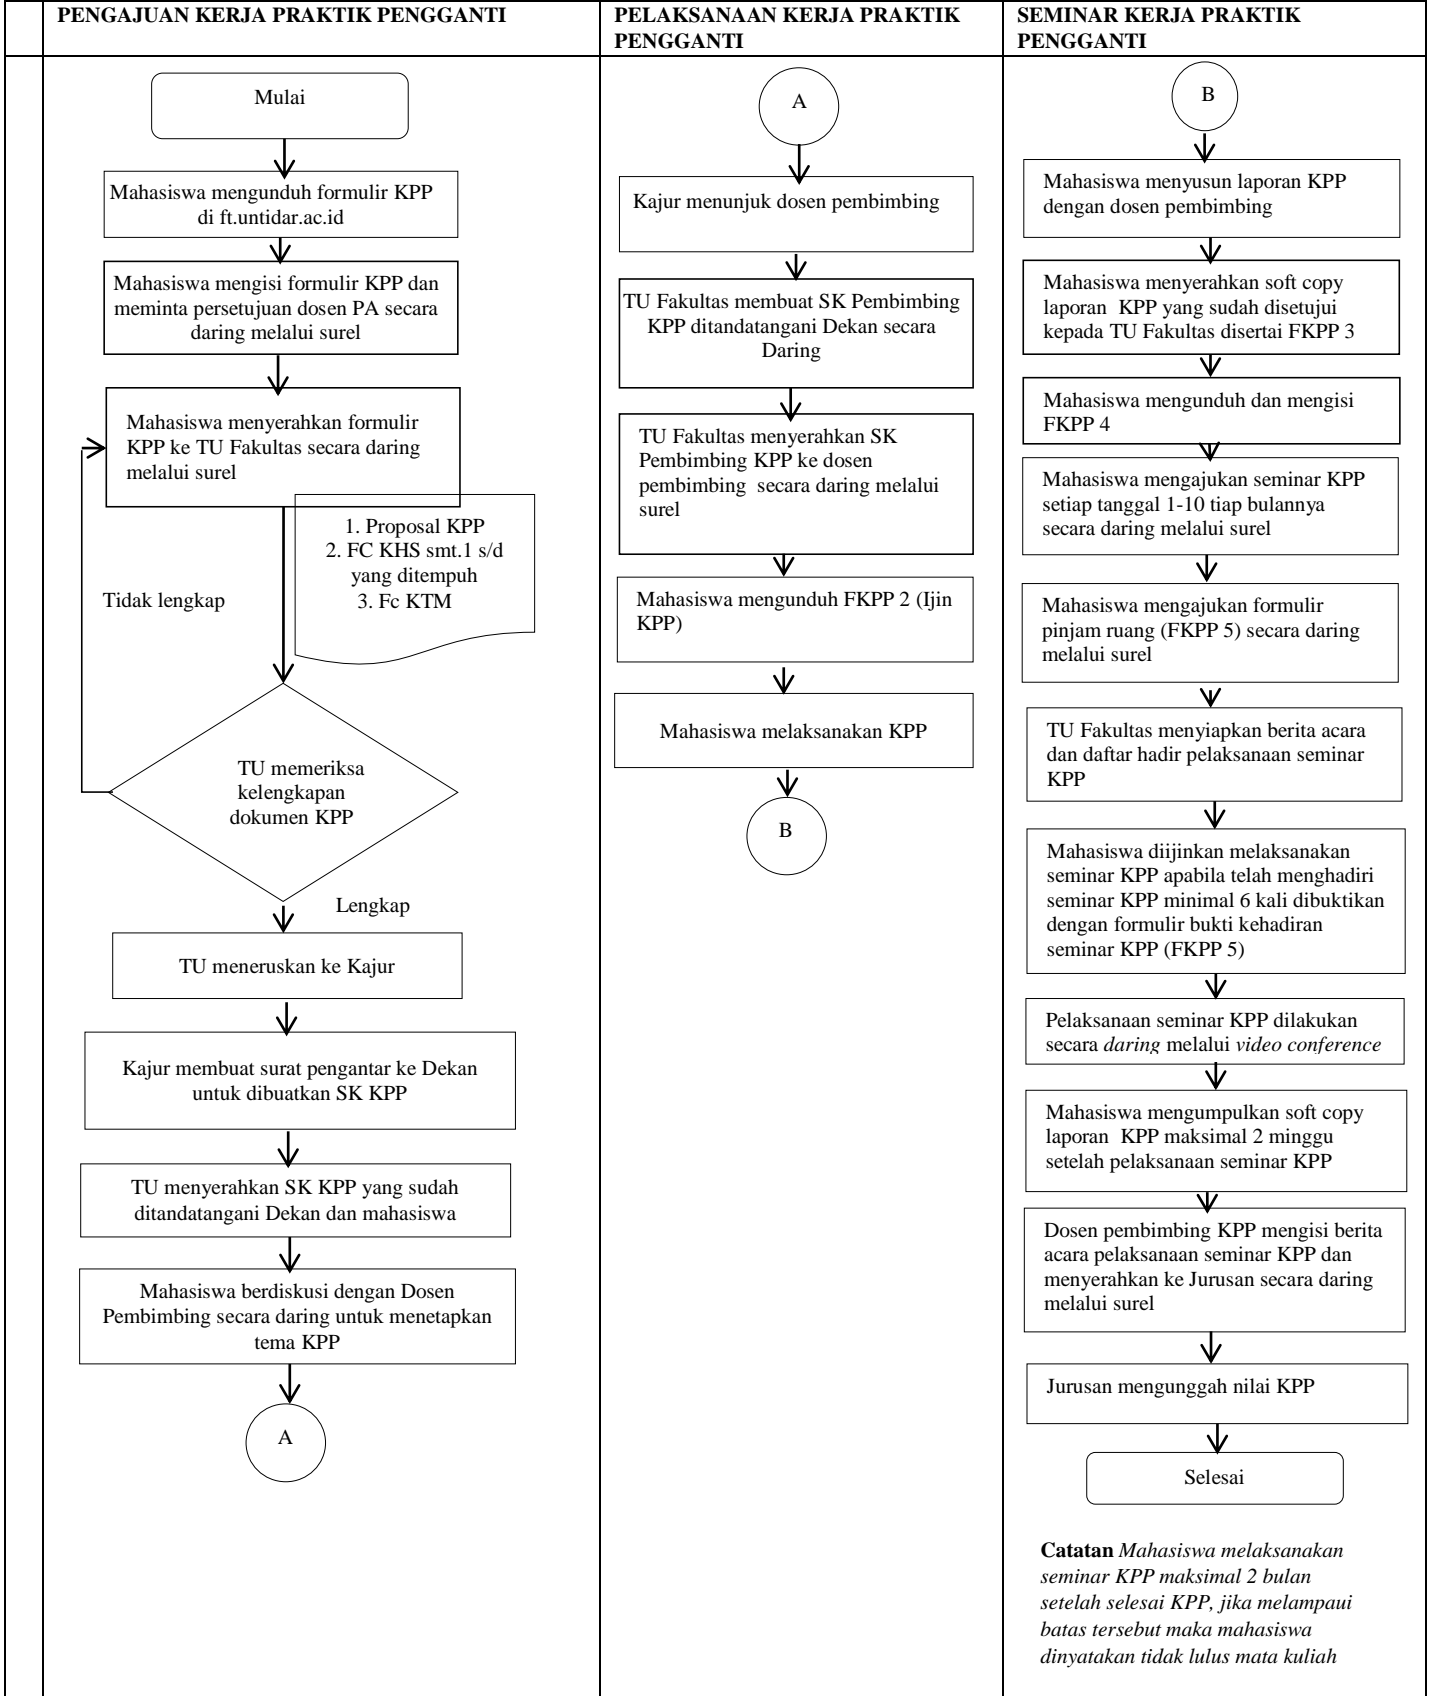 PENGAJUAN KERJA PRAKTIK PENGGANTI
Mulai
Mahasiswa mengunduh formulir KPP
di ft.untidar.ac.id
Mahasiswa mengisi formulir KPP dan
meminta persetujuan dosen PA secara
daring melalui surel
Mahasiswa menyerahkan formulir
KPP ke TU Fakultas secara daring
melalui surel
1. Proposal KPP
2. FC KHS smt.1 s/d
yang ditempuh
3. Fc KTM
Tidak lengkap
TU memeriksa
kelengkapan
dokumen KPP
Lengkap
TU meneruskan ke Kajur
Kajur membuat surat pengantar ke Dekan
untuk dibuatkan SK KPP
TU menyerahkan SK KPP yang sudah
ditandatangani Dekan dan mahasiswa
Mahasiswa berdiskusi dengan Dosen
Pembimbing secara daring untuk menetapkan
tema KPP
A
PELAKSANAAN KERJA PRAKTIK
PENGGANTI
A
Kajur menunjuk dosen pembimbing
TU Fakultas membuat SK Pembimbing
KPP ditandatangani Dekan secara
Daring
TU Fakultas menyerahkan SK
Pembimbing KPP ke dosen
pembimbing secara daring melalui
surel
Mahasiswa mengunduh FKPP 2 (Ijin
KPP)
Mahasiswa melaksanakan KPP
B
SEMINAR KERJA PRAKTIK
PENGGANTI
B
Mahasiswa menyusun laporan KPP
dengan dosen pembimbing
Mahasiswa menyerahkan soft copy
laporan KPP yang sudah disetujui
kepada TU Fakultas disertai FKPP 3
Mahasiswa mengunduh dan mengisi
FKPP 4
Mahasiswa mengajukan seminar KPP
setiap tanggal 1-10 tiap bulannya
secara daring melalui surel
Mahasiswa mengajukan formulir
pinjam ruang (FKPP 5) secara daring
melalui surel
TU Fakultas menyiapkan berita acara
dan daftar hadir pelaksanaan seminar
KPP
Mahasiswa diijinkan melaksanakan
seminar KPP apabila telah menghadiri
seminar KPP minimal 6 kali dibuktikan
dengan formulir bukti kehadiran
seminar KPP (FKPP 5)
Pelaksanaan seminar KPP dilakukan
secara daring melalui video conference
Mahasiswa mengumpulkan soft copy
laporan KPP maksimal 2 minggu
setelah pelaksanaan seminar KPP
Dosen pembimbing KPP mengisi berita
acara pelaksanaan seminar KPP dan
menyerahkan ke Jurusan secara daring
melalui surel
Jurusan mengunggah nilai KPP
Selesai
Catatan Mahasiswa melaksanakan
seminar KPP maksimal 2 bulan
setelah selesai KPP, jika melampaui
batas tersebut maka mahasiswa
dinyatakan tidak lulus mata kuliah